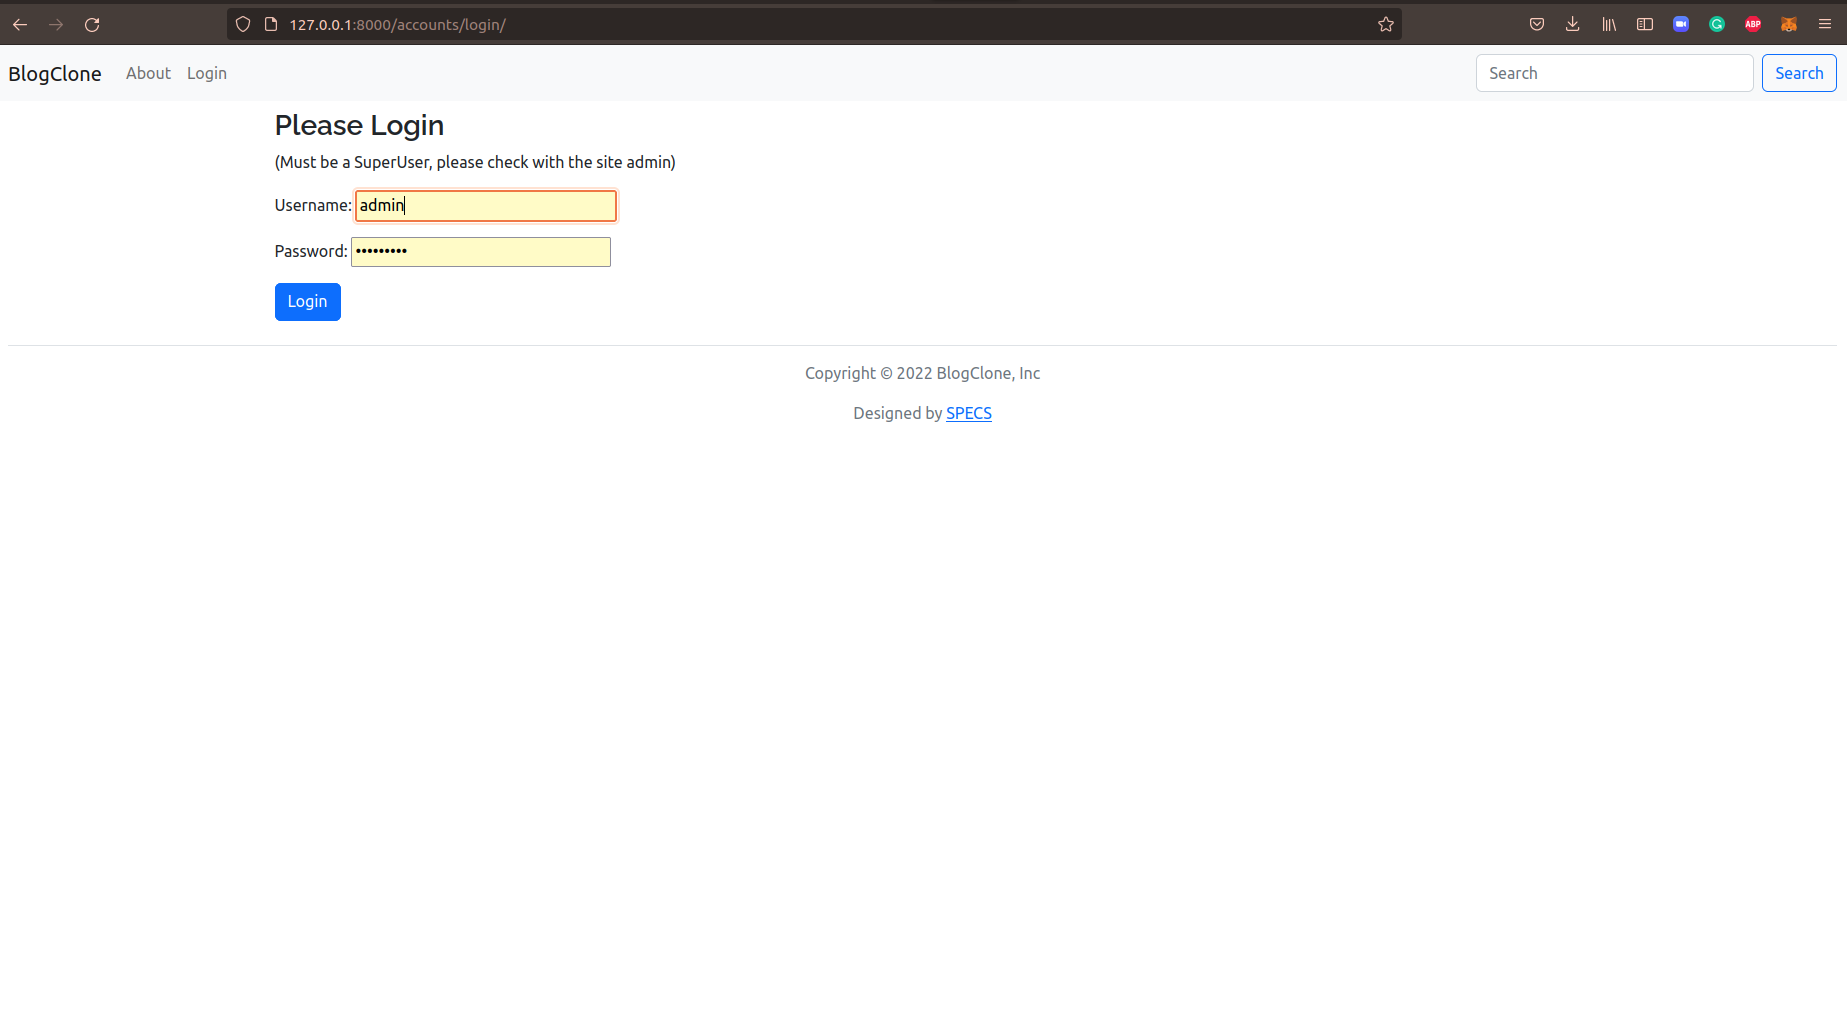 127.0.0.1:8000/accounts/login/
ABP
BlogClone About Login Search Search
Please Login
(Must be a SuperUser, please check with the site admin)
Username: admin
Password: •••••••••
Login
Copyright © 2022 BlogClone, Inc
Designed by SPECS